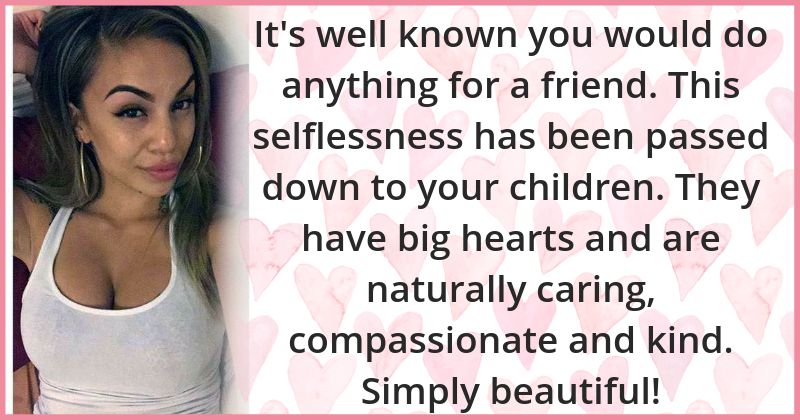 It's well known you would do
anything for a friend. This
selflessness has been passed
down to your children. They
have big hearts and are
naturally caring,
compassionate and kind.
Simply beautiful!